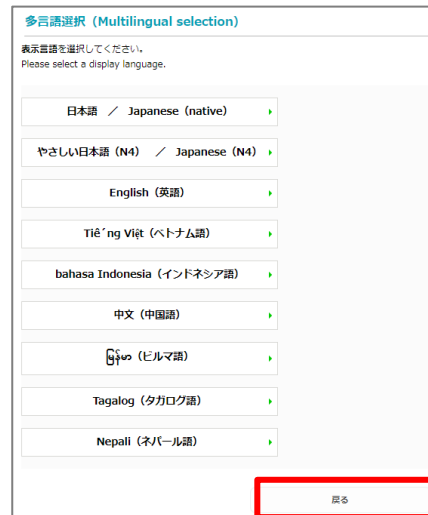 多言語選択（Multilingual selection）
表示言語を選択してください。
Please select a display language.
日本語　／　Japanese（native）
やさしい日本語（N4）　／　Japanese（N4）
English（英語）
Tiê´ng Việt（ベトナム語）
bahasa Indonesia（インドネシア語）
中文（中国語）
မြန်မာ（ビルマ語）
Tagalog（タガログ語）
Nepali（ネパール語）
戻る